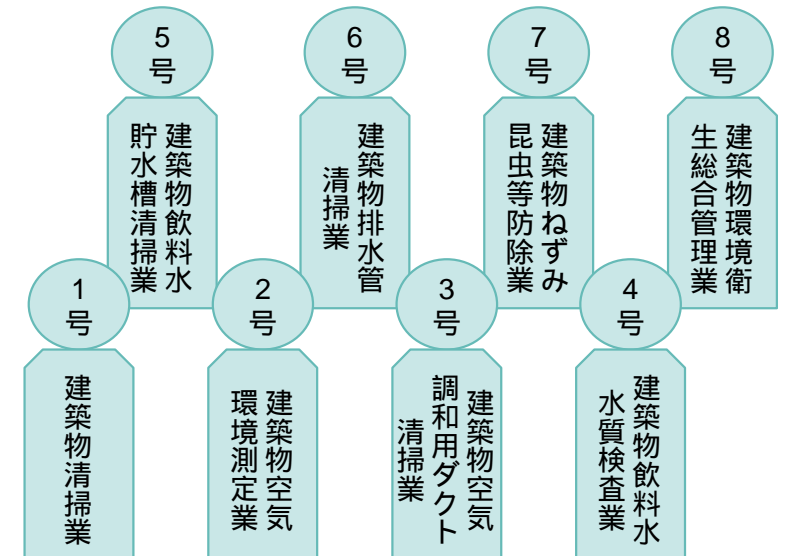 5
号
建築物飲料水
貯水槽清掃業
6
号
建築物排水管
清掃業
7
号
建築物ねずみ
昆虫等防除業
8
号
建築物環境衛
生総合管理業
1
号
建築物清掃業
2
号
建築物空気
環境測定業
3
号
建築物空気
調和用ダクト
清掃業
4
号
建築物飲料水
水質検査業